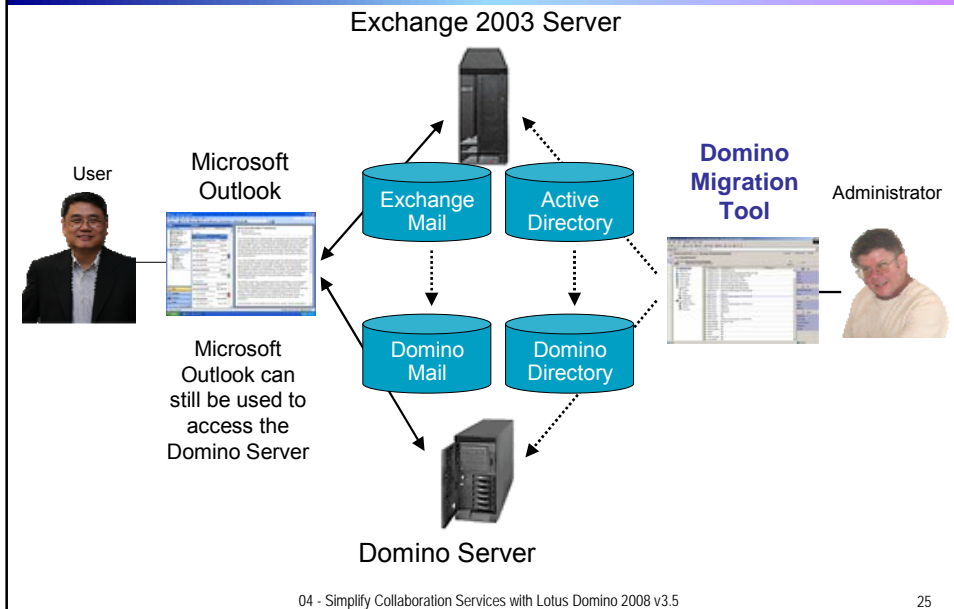 Exchange 2003 Server
User
Microsoft
Outlook
Exchange
Mail
Active
Directory
Domino
Migration
Tool
Administrator
Microsoft
Outlook can
still be used to
access the
Domino Server
Domino
Mail
Domino
Directory
Domino Server
04 - Simplify Collaboration Services with Lotus Domino 2008 v3.5
25